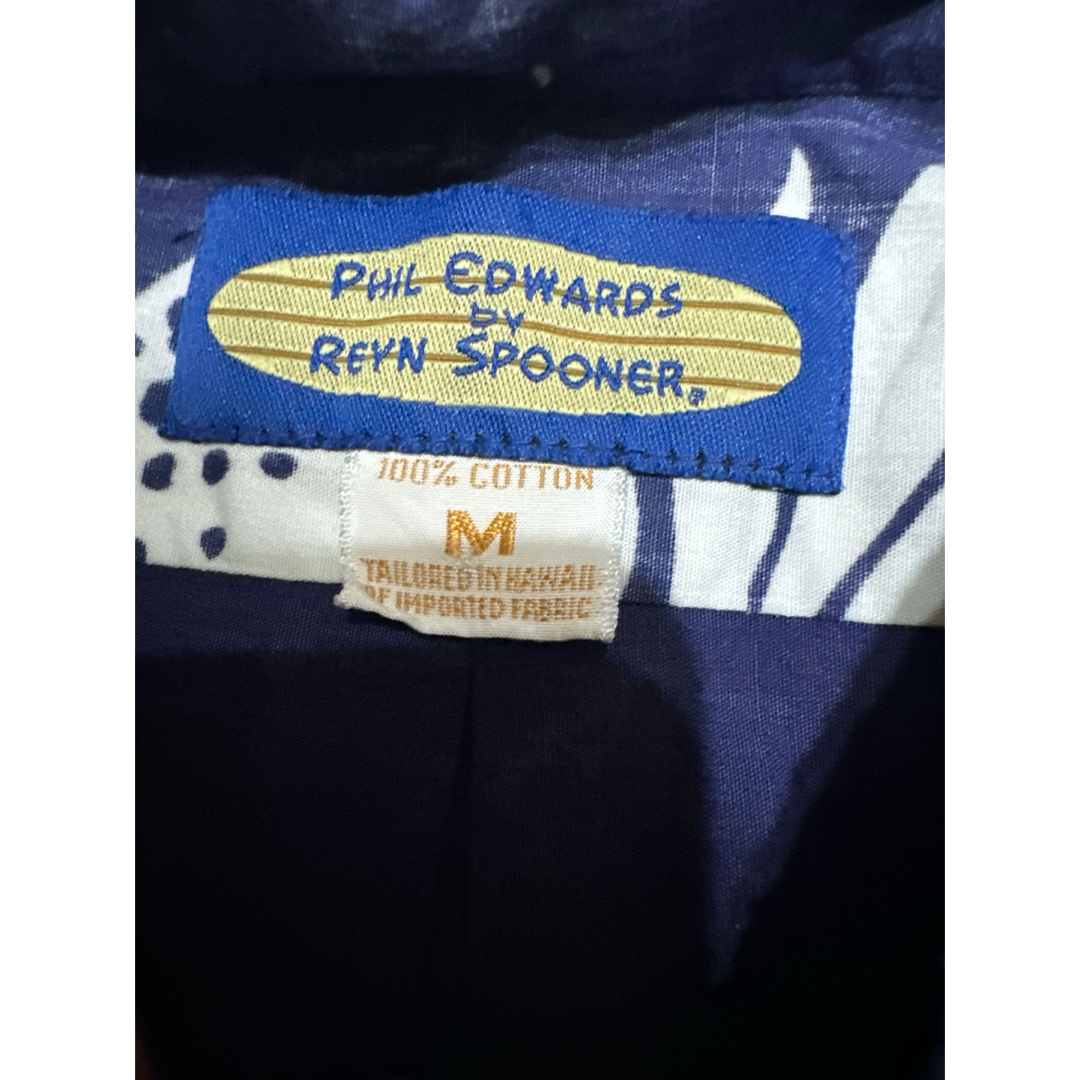 PHIL EDWARDS
by
REYN SPOONER®
100% COTTON
M
TAILORED IN HAWAII
OF IMPORTED FABRIC